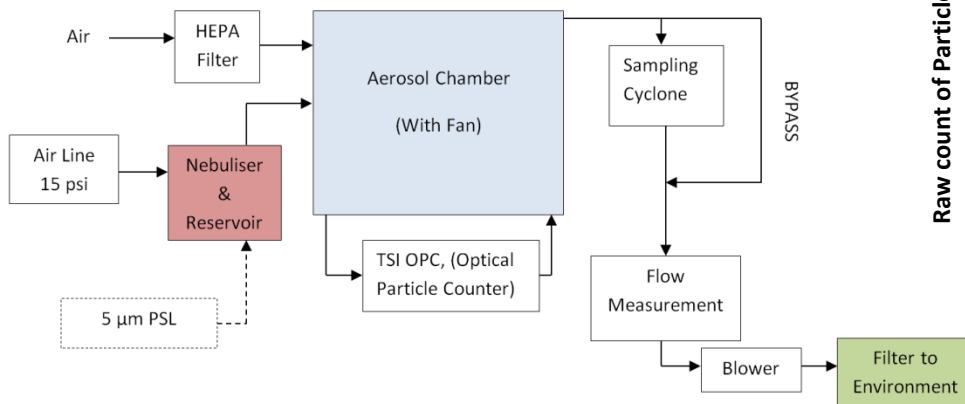 Air
HEPA
Filter
Aerosol Chamber
(With Fan)
Sampling
Cyclone
BYPASS
Raw count of Particle
Air Line
15 psi
Nebuliser
&
Reservoir
TSI OPC, (Optical
Particle Counter)
5 µm PSL
Flow
Measurement
Blower
Filter to
Environment